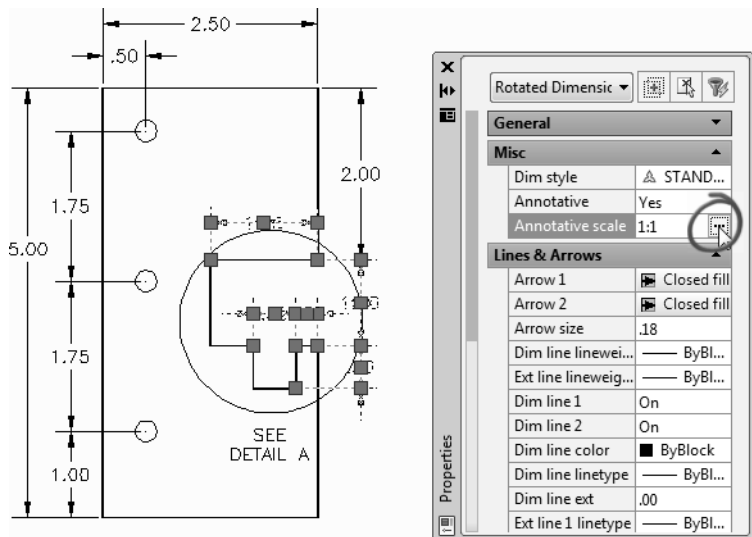 2.50
.50
2.00
1.75
5.00
1.75
1.00
SEE
DETAIL A
Rotated Dimensic
General
Misc
Dim style STAND...
Annotative Yes
Annotative scale 1:1 ...
Lines & Arrows
Arrow 1 Closed fill
Arrow 2 Closed fill
Arrow size .18
Dim line linewei... ByBl...
Ext line lineweig... ByBl...
Dim line 1 On
Dim line 2 On
Dim line color ByBlock
Dim line linetype ByBl...
Dim line ext .00
Ext line 1 linetype ByBl...
Properties